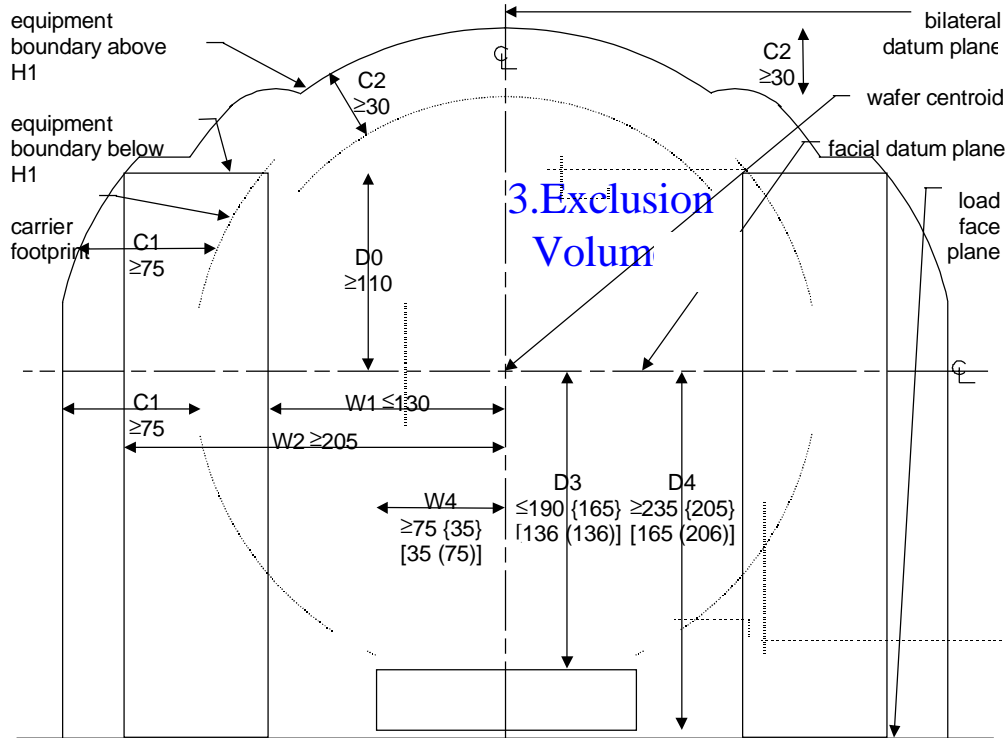 equipment
boundary above
H1
bilateral
datum plane
C2
≥30
C2
≥30
wafer centroid
equipment
boundary below
H1
facial datum plane
carrier
footprint
3.Exclusion
Volum
load
face
plane
C1
≥75
D0
≥110
C1
≥75
W1 ≤130
W2 ≥205
W4
≥75 {35}
[35 (75)]
D3
≤190 {165}
[136 (136)]
D4
≥235 {205}
[165 (206)]